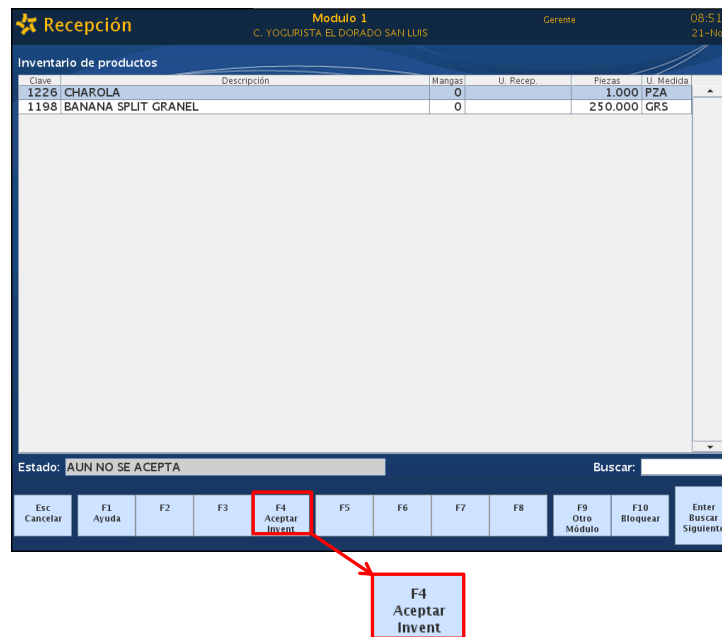 Recepción
Modulo 1
C. YOGURISTA EL DORADO SAN LUIS
Gerente
08:51
21-No
Inventario de productos
Clave Descripción Mangas U. Recep. Piezas U. Medida
1226 CHAROLA 0 1.000 PZA
1198 BANANA SPLIT GRANEL 0 250.000 GRS
Estado: AUN NO SE ACEPTA Buscar:
Esc Cancelar
F1 Ayuda
F2
F3
F4 Aceptar Invent
F5
F6
F7
F8
F9 Otro Módulo
F10 Bloquear
Enter Buscar Siguiente
F4
Aceptar
Invent